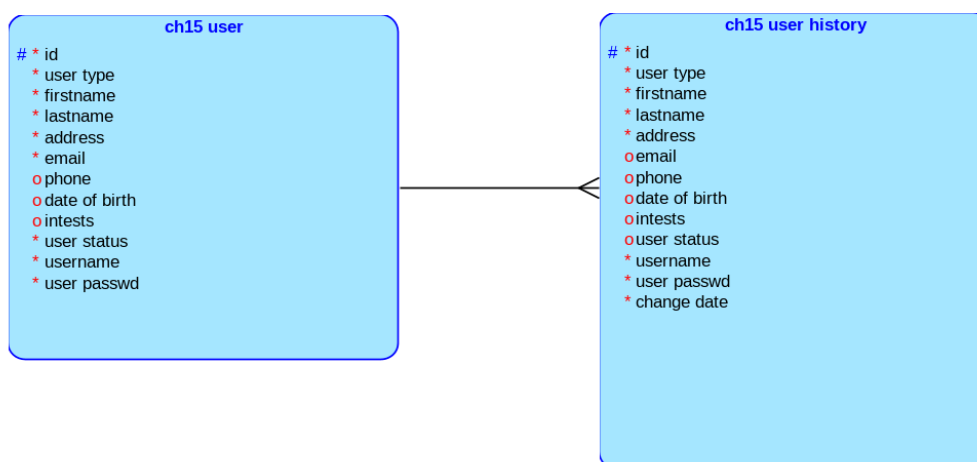 ch15 user
# * id
* user type
* firstname
* lastname
* address
* email
o phone
o date of birth
o intests
* user status
* username
* user passwd
ch15 user history
# * id
* user type
* firstname
* lastname
* address
o email
o phone
o date of birth
o intests
o user status
* username
* user passwd
* change date